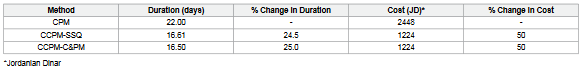 Method Duration (days) % Change in Duration Cost (JD)* % Change in Cost
CPM 22.00 - 2448 -
CCPM-SSQ 16.61 24.5 1224 50
CCPM-C&PM 16.50 25.0 1224 50
*Jordanian Dinar